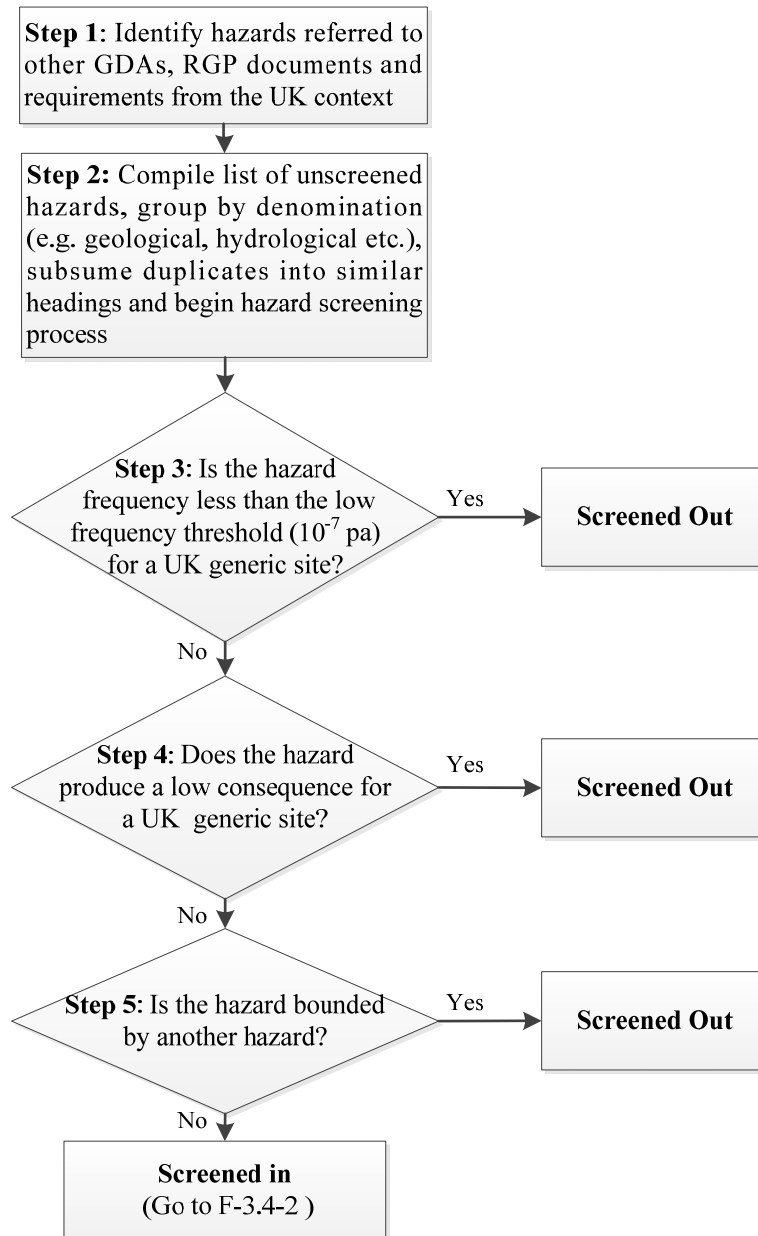 Step 1: Identify hazards referred to
other GDAs, RGP documents and
requirements from the UK context
Step 2: Compile list of unscreened
hazards, group by denomination
(e.g. geological, hydrological etc.),
subsume duplicates into similar
headings and begin hazard screening
process
Step 3: Is the hazard
frequency less than the low
frequency threshold (10⁻⁷ pa)
for a UK generic site?
Yes
Screened Out
No
Step 4: Does the hazard
produce a low consequence for
a UK generic site?
Yes
Screened Out
No
Step 5: Is the hazard bounded
by another hazard?
Yes
Screened Out
No
Screened in
(Go to F-3.4-2 )